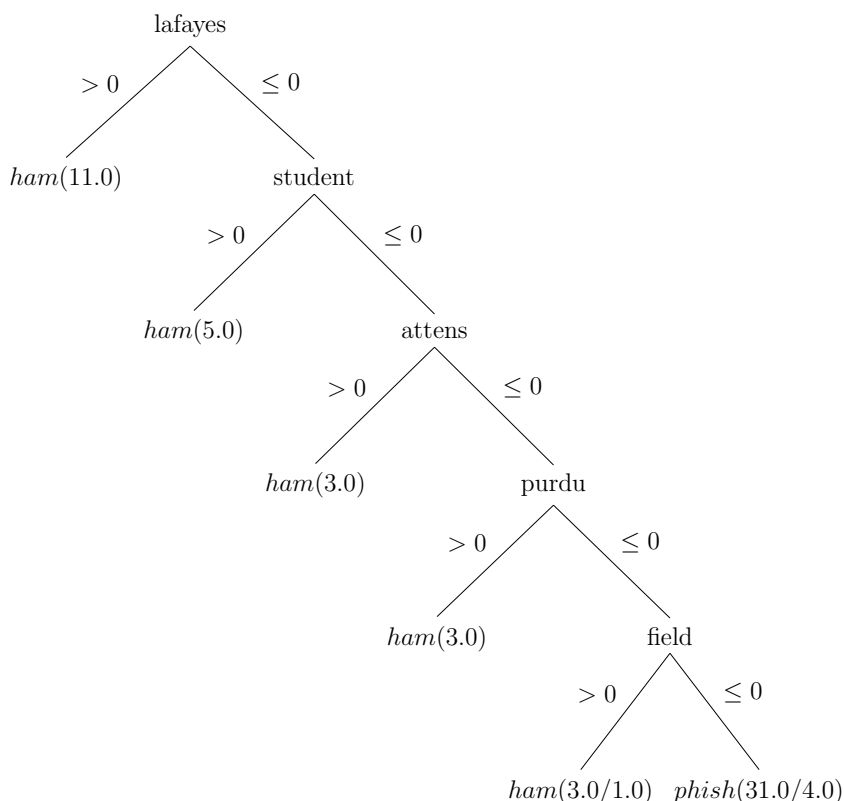 lafayes
> 0
≤ 0
ham(11.0)
student
> 0
≤ 0
ham(5.0)
attens
> 0
≤ 0
ham(3.0)
purdu
> 0
≤ 0
ham(3.0)
field
> 0
≤ 0
ham(3.0/1.0)
phish(31.0/4.0)